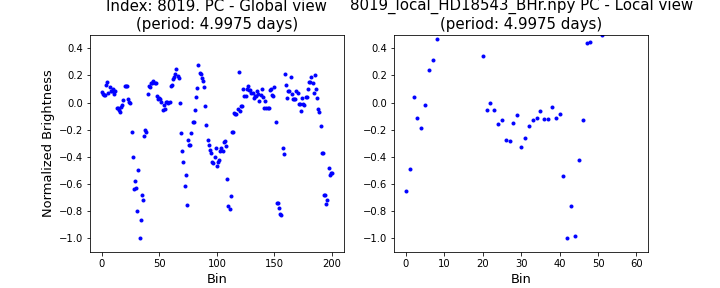 Index: 8019. PC - Global view
(period: 4.9975 days)
8019_local_HD18543_BHr.npy PC - Local view
(period: 4.9975 days)
Normalized Brightness
0.4
0.2
0.0
−0.2
−0.4
−0.6
−0.8
−1.0
0 50 100 150 200
Bin
0.4
0.2
0.0
−0.2
−0.4
−0.6
−0.8
−1.0
0 10 20 30 40 50 60
Bin